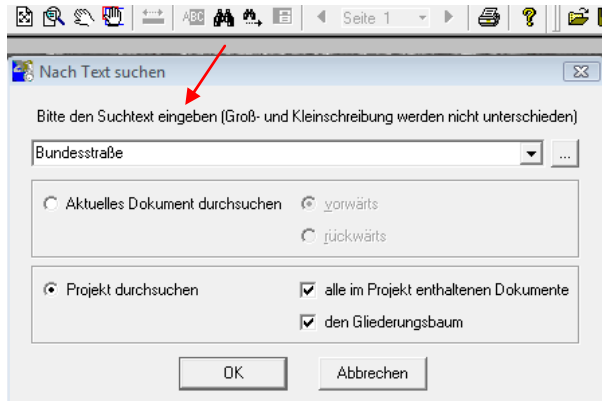 ABC Seite 1
Nach Text suchen
Bitte den Suchtext eingeben (Groß- und Kleinschreibung werden nicht unterschieden)
Bundesstraße ...
Aktuelles Dokument durchsuchen vorwärts
rückwärts
Projekt durchsuchen alle im Projekt enthaltenen Dokumente
den Gliederungsbaum
OK Abbrechen